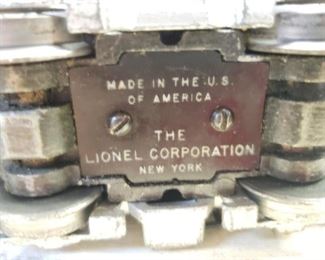 MADE IN THE U.S.
OF AMERICA
THE
LIONEL CORPORATION
NEW YORK